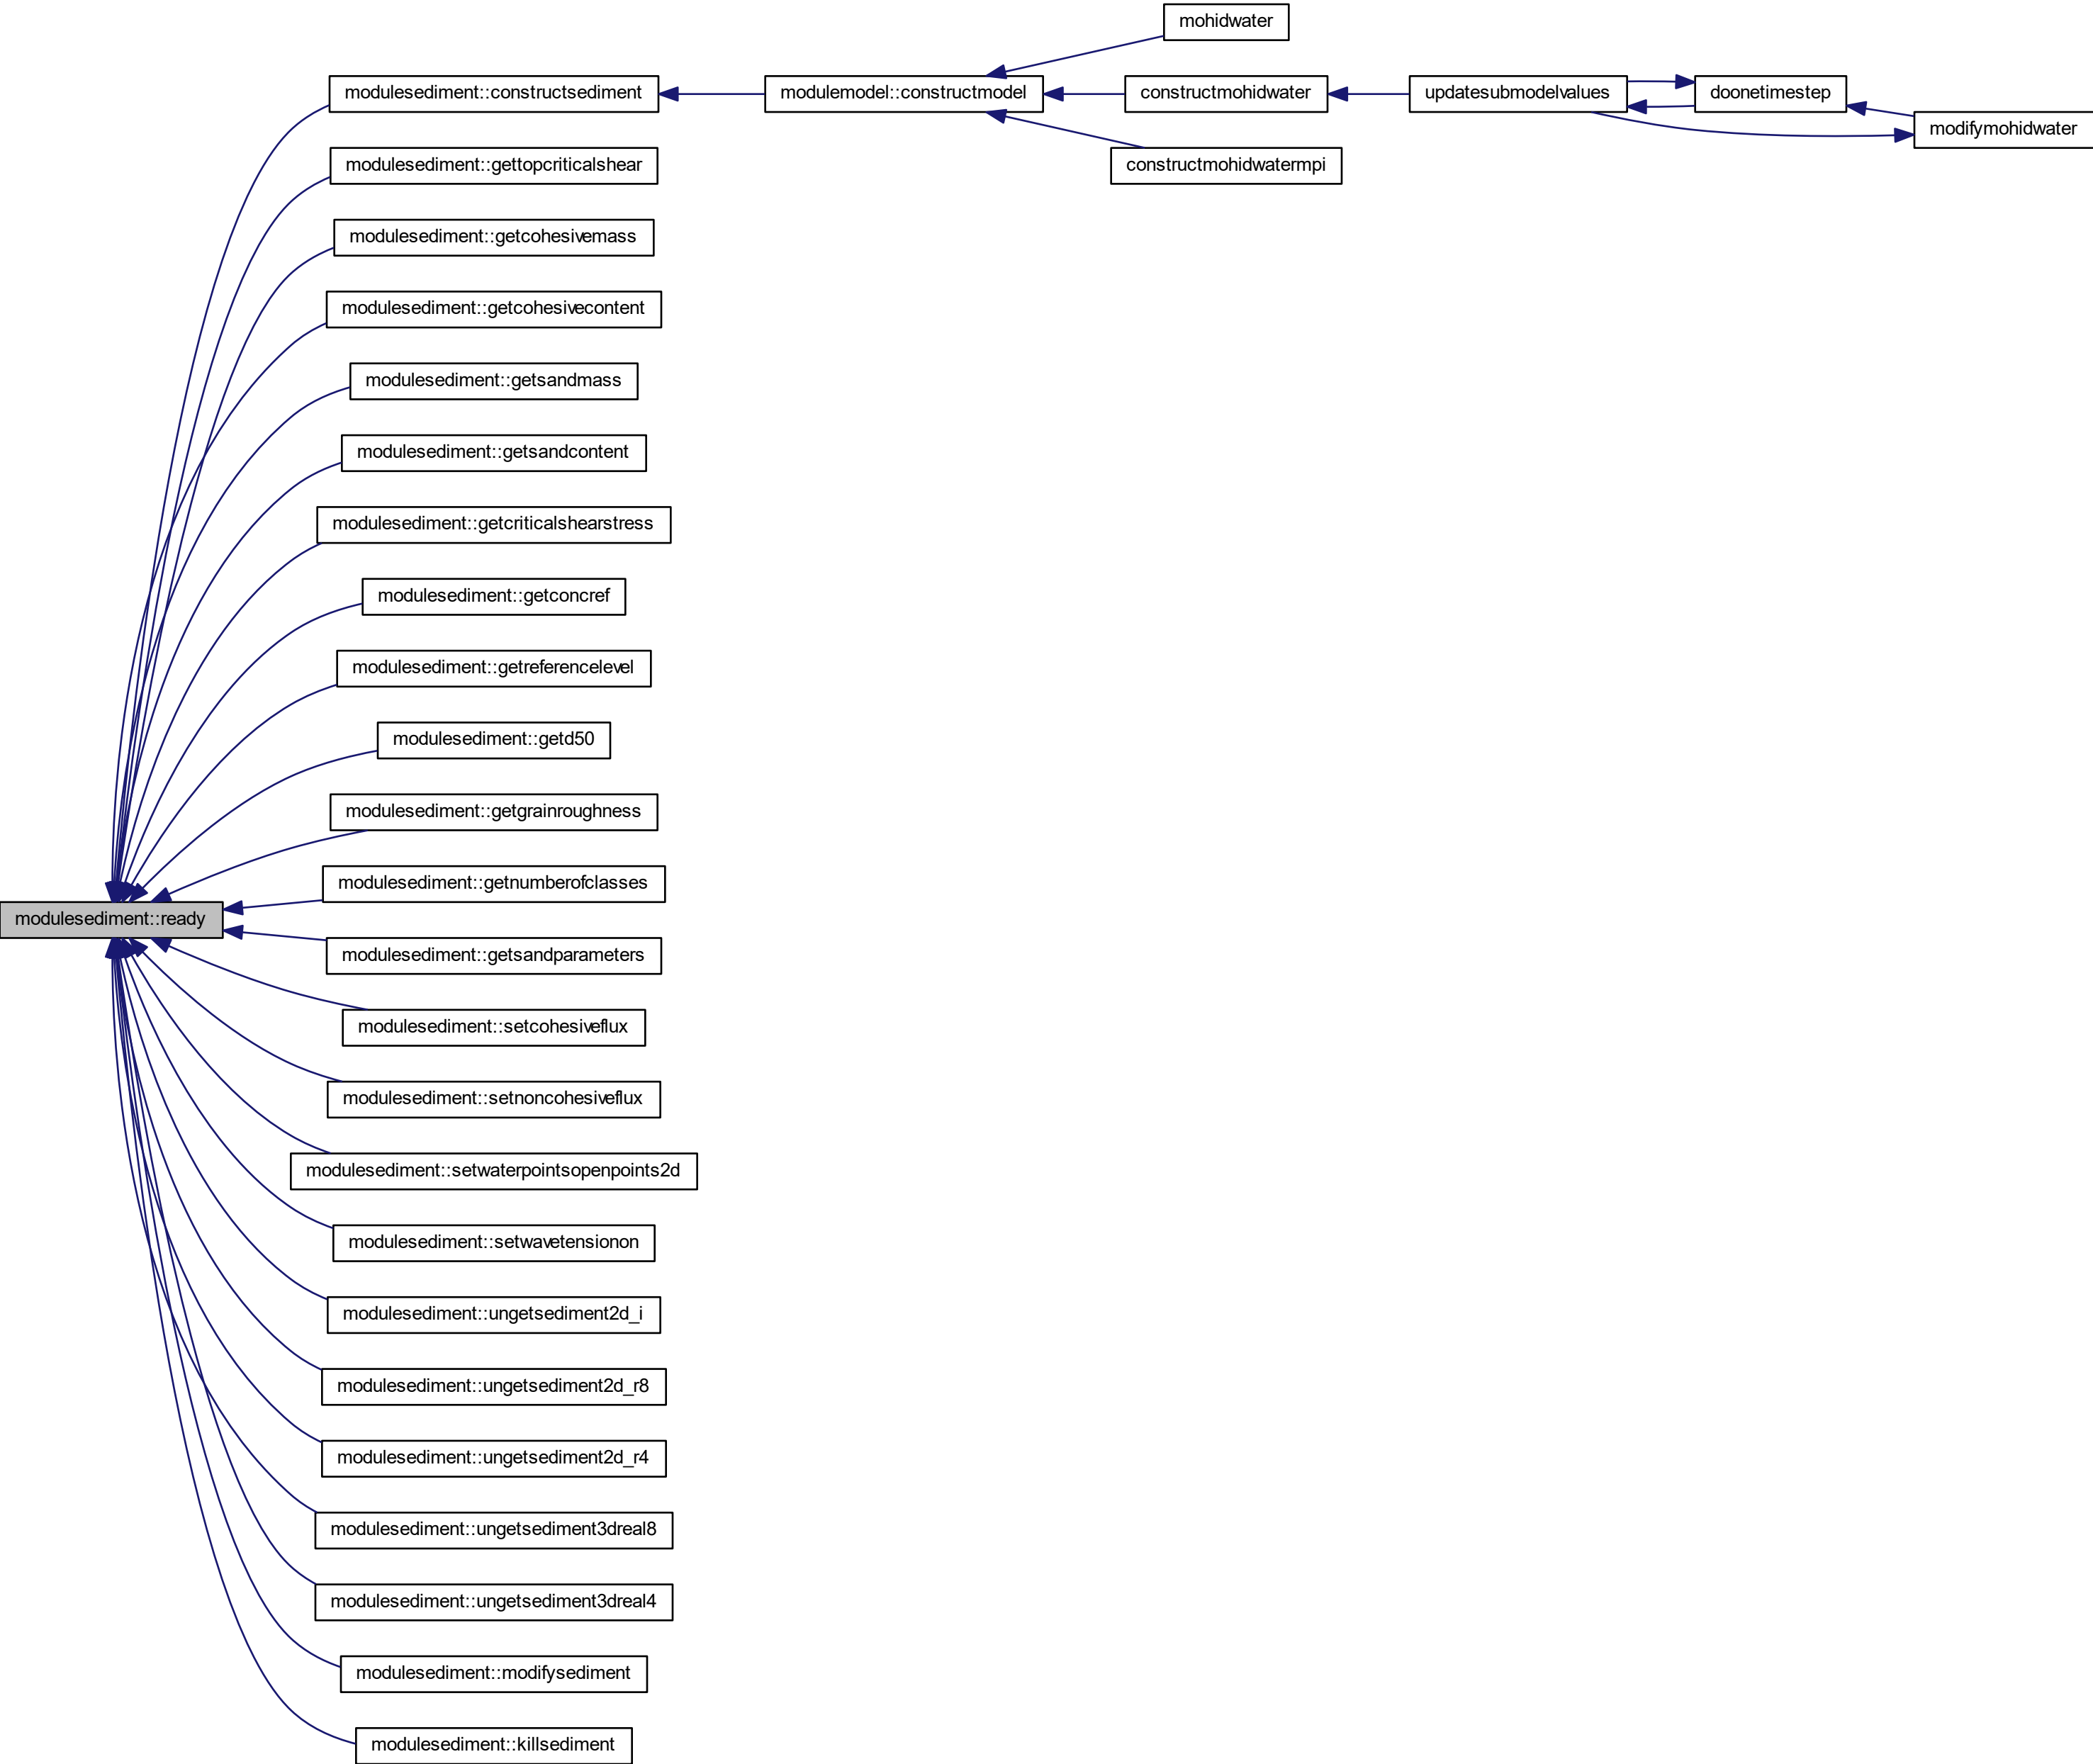 mohidwater
modulesediment::constructsediment
modulemodel::constructmodel
constructmohidwater
updatesubmodelvalues
doonetimestep
modifymohidwater
modulesediment::gettopcriticalshear
constructmohidwatermpi
modulesediment::getcohesivemass
modulesediment::getcohesivecontent
modulesediment::getsandmass
modulesediment::getsandcontent
modulesediment::getcriticalshearstress
modulesediment::getconcref
modulesediment::getreferencelevel
modulesediment::getd50
modulesediment::getgrainroughness
modulesediment::getnumberofclasses
modulesediment::ready
modulesediment::getsandparameters
modulesediment::setcohesiveflux
modulesediment::setnoncohesiveflux
modulesediment::setwaterpointsopenpoints2d
modulesediment::setwavetensionon
modulesediment::ungetsediment2d_i
modulesediment::ungetsediment2d_r8
modulesediment::ungetsediment2d_r4
modulesediment::ungetsediment3dreal8
modulesediment::ungetsediment3dreal4
modulesediment::modifysediment
modulesediment::killsediment